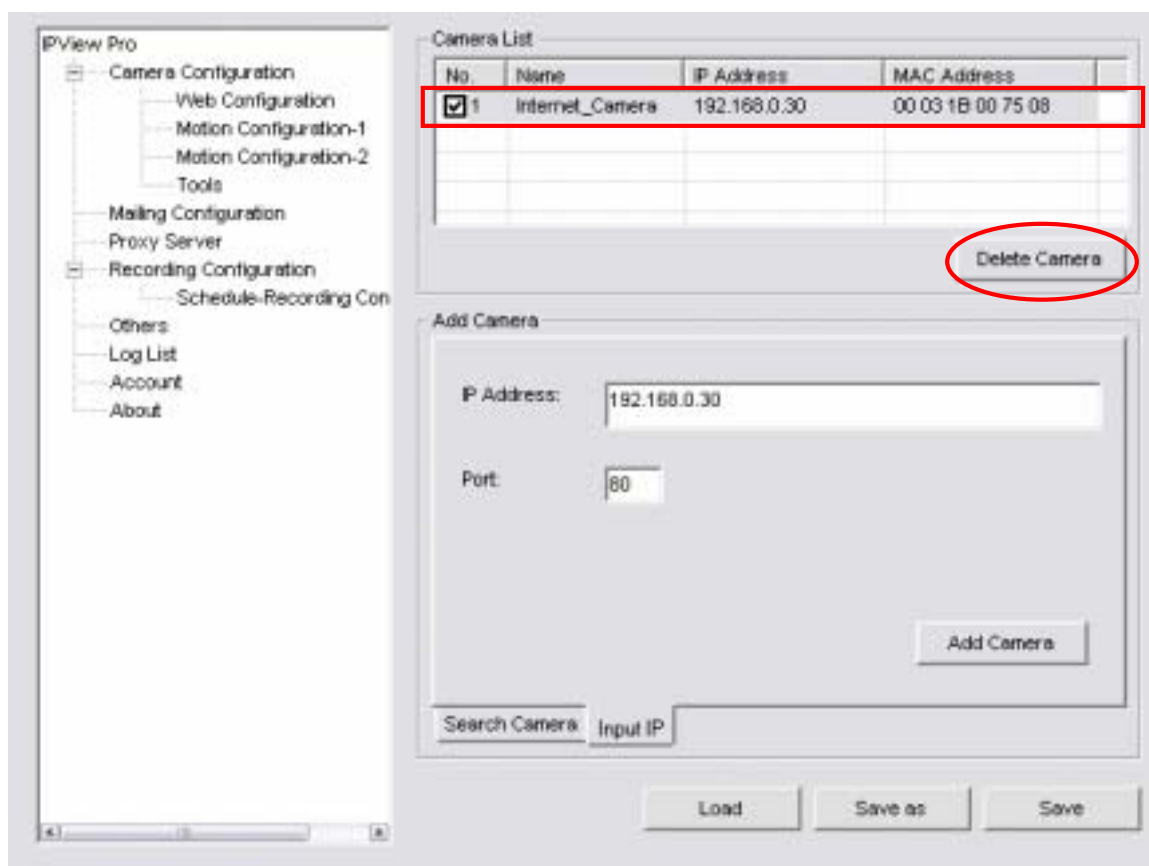 IPView Pro
Camera Configuration
Web Configuration
Motion Configuration-1
Motion Configuration-2
Tools
Mailing Configuration
Proxy Server
Recording Configuration
Schedule-Recording Con
Others
Log List
Account
About
Camera List
No. Name IP Address MAC Address
1 Internet_Camera 192.168.0.30 00 03 1B 00 75 08
Delete Camera
Add Camera
IP Address: 192.168.0.30
Port: 80
Add Camera
Search Camera Input IP
Load Save as Save